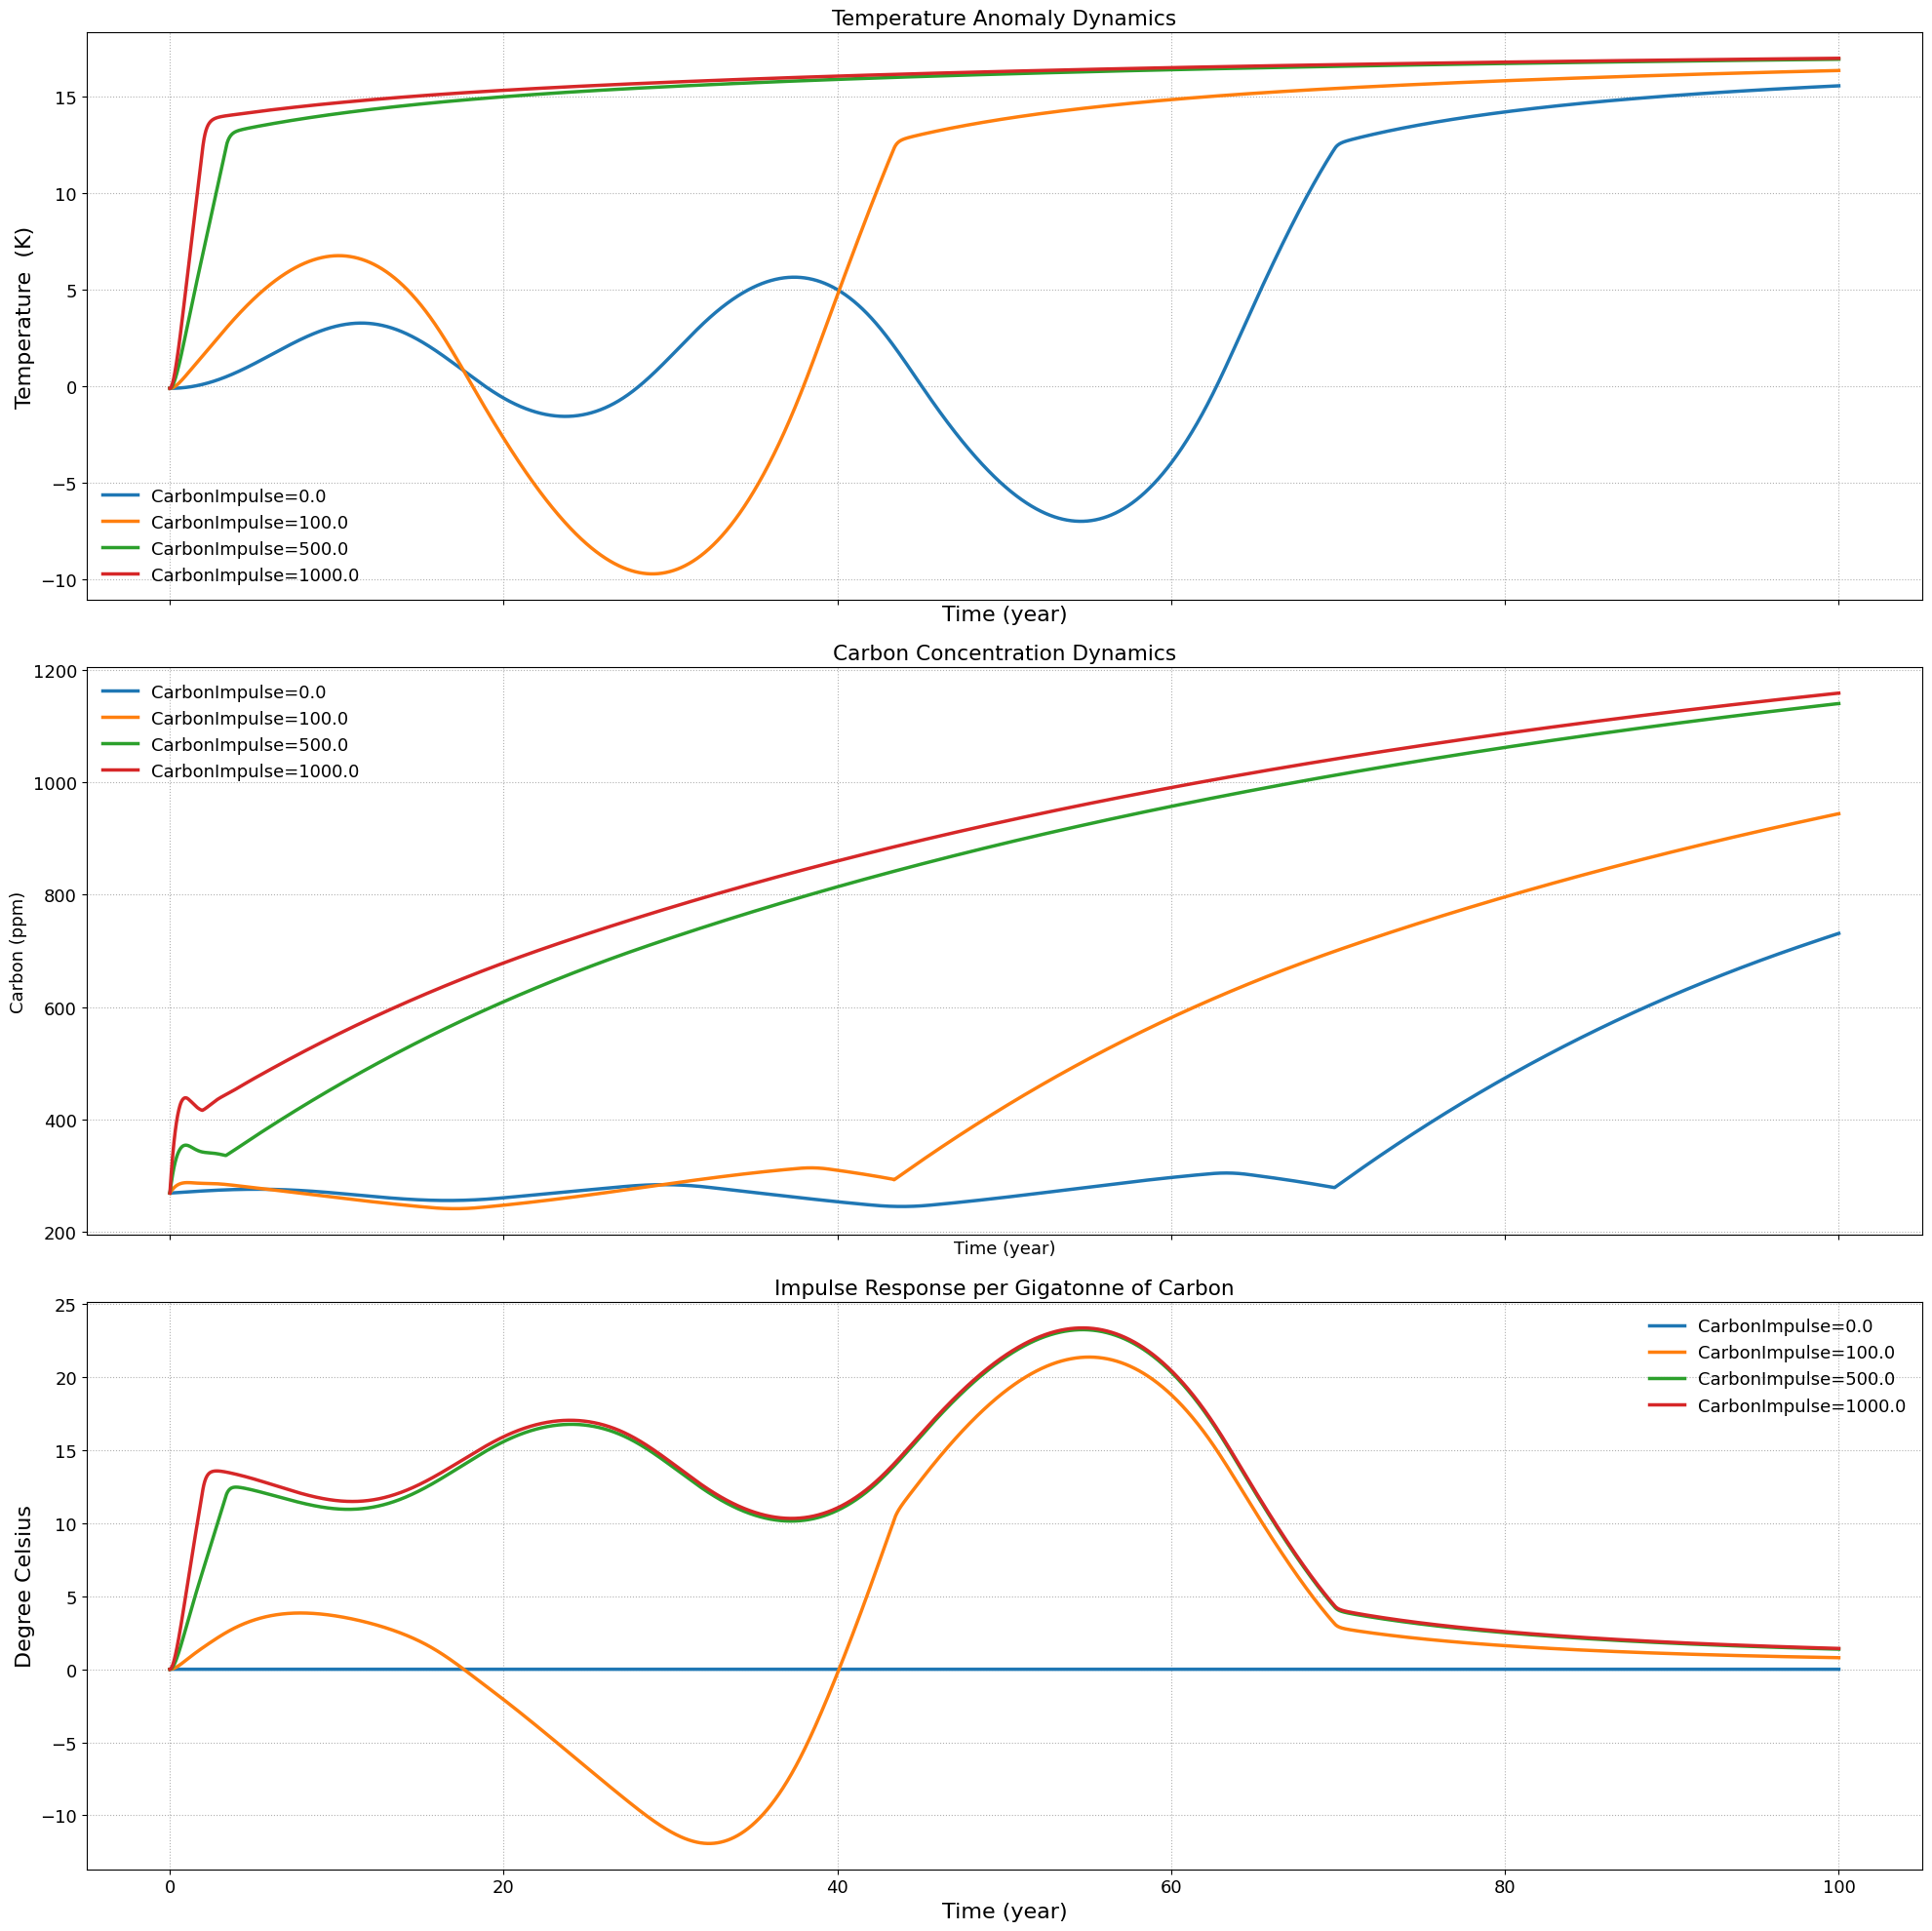 Temperature Anomaly Dynamics
Temperature  (K)
15
10
5
0
−5
−10
CarbonImpulse=0.0
CarbonImpulse=100.0
CarbonImpulse=500.0
CarbonImpulse=1000.0
Time (year)
Carbon Concentration Dynamics
Carbon (ppm)
1200
1000
800
600
400
200
CarbonImpulse=0.0
CarbonImpulse=100.0
CarbonImpulse=500.0
CarbonImpulse=1000.0
Time (year)
Impulse Response per Gigatonne of Carbon
Degree Celsius
25
20
15
10
5
0
−5
−10
CarbonImpulse=0.0
CarbonImpulse=100.0
CarbonImpulse=500.0
CarbonImpulse=1000.0
0 20 40 60 80 100
Time (year)